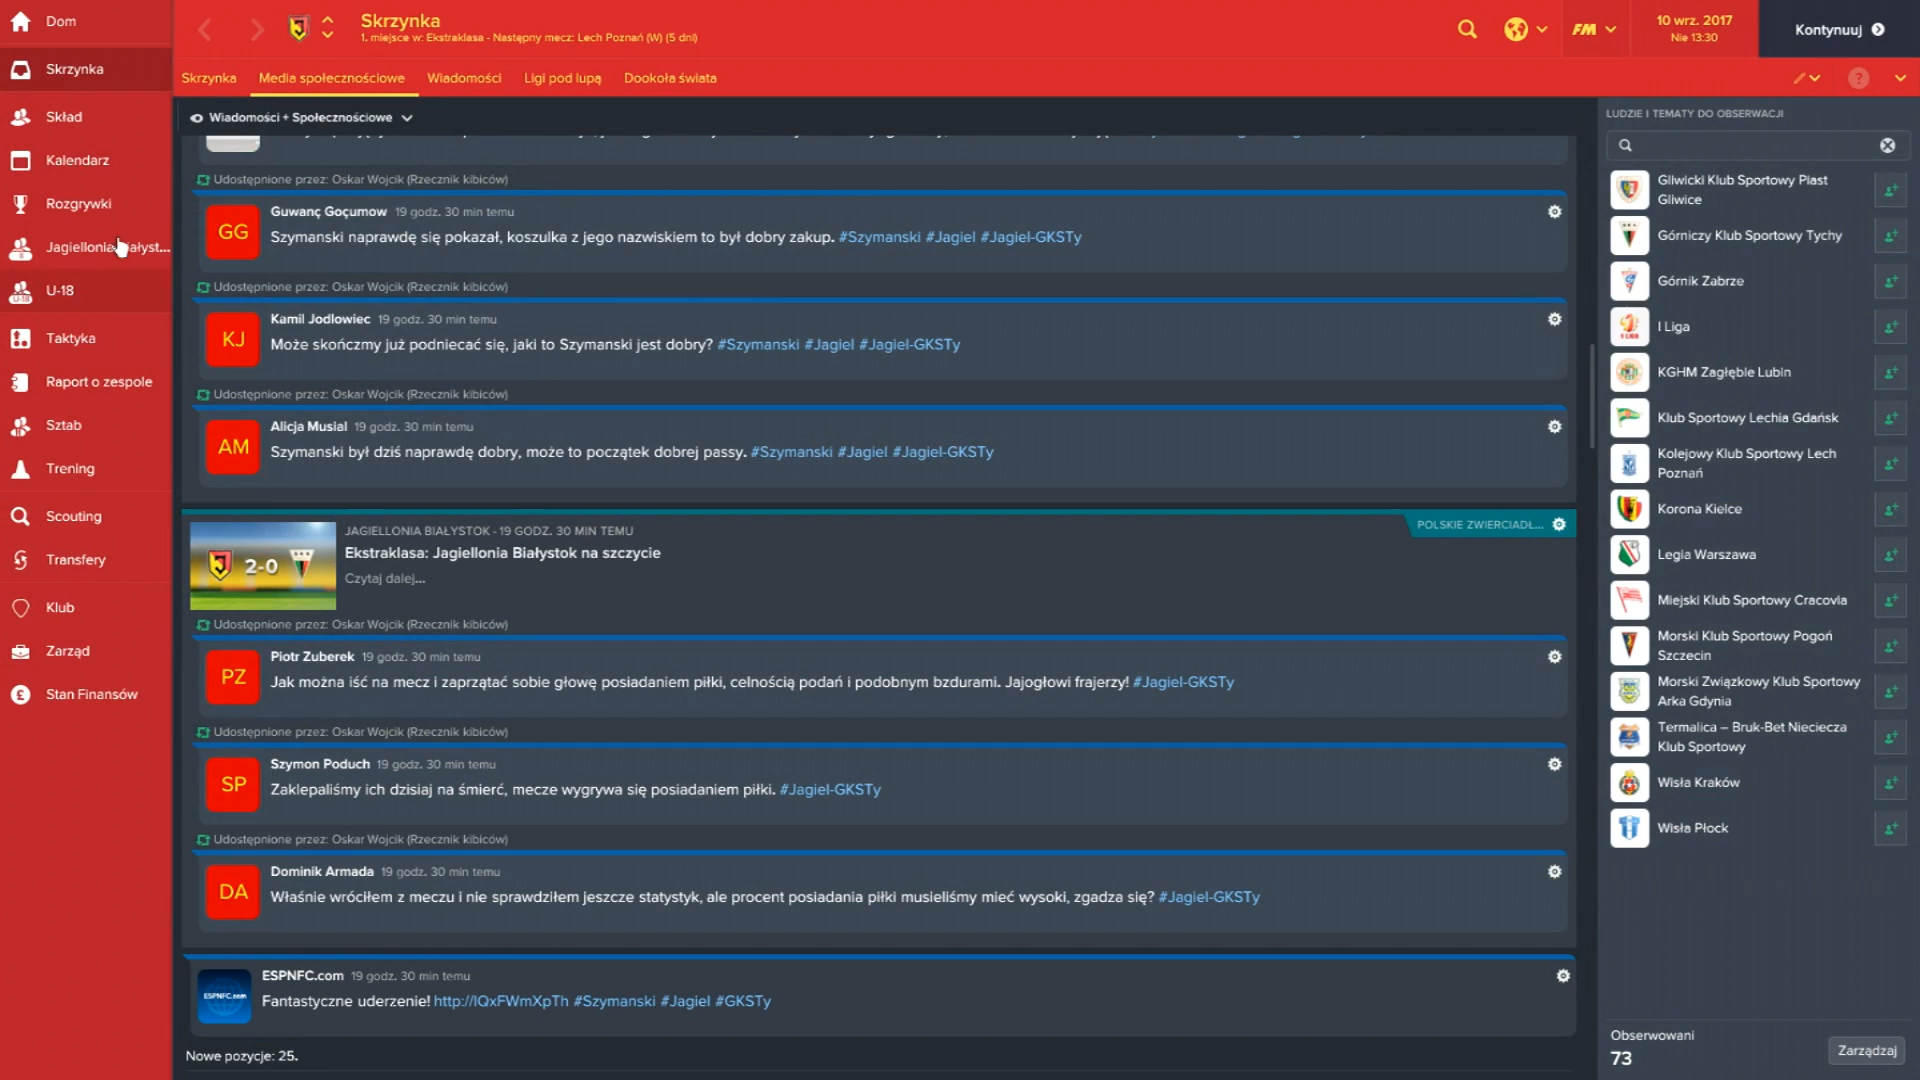 Dom
Skrzynka
Skład
Kalendarz
Rozgrywki
Jagiellonia Białyst...
U-18
Taktyka
Raport o zespole
Sztab
Trening
Scouting
Transfery
Klub
Zarząd
Stan Finansów
Skrzynka
1. miejsce w: Ekstraklasa - Następny mecz: Lech Poznań (W) (5 dni)
FM
10 wrz. 2017
Nie 13:30
Kontynuuj
Skrzynka
Media społecznościowe
Wiadomości
Ligi pod lupą
Dookoła świata
Wiadomości + Społecznościowe
Udostępnione przez: Oskar Wojcik (Rzecznik kibiców)
GG
Guwanç Goçumow 19 godz. 30 min temu
Szymanski naprawdę się pokazał, koszulka z jego nazwiskiem to był dobry zakup. #Szymanski #Jagiel #Jagiel-GKSTy
Udostępnione przez: Oskar Wojcik (Rzecznik kibiców)
KJ
Kamil Jodlowiec 19 godz. 30 min temu
Może skończmy już podniecać się, jaki to Szymanski jest dobry? #Szymanski #Jagiel #Jagiel-GKSTy
Udostępnione przez: Oskar Wojcik (Rzecznik kibiców)
AM
Alicja Musial 19 godz. 30 min temu
Szymanski był dziś naprawdę dobry, może to początek dobrej passy. #Szymanski #Jagiel #Jagiel-GKSTy
2-0
JAGIELLONIA BIAŁYSTOK - 19 GODZ. 30 MIN TEMU
POLSKIE ZWIERCIADŁ...
Ekstraklasa: Jagiellonia Białystok na szczycie
Czytaj dalej...
Udostępnione przez: Oskar Wojcik (Rzecznik kibiców)
PZ
Piotr Zuberek 19 godz. 30 min temu
Jak można iść na mecz i zaprzątać sobie głowę posiadaniem piłki, celnością podań i podobnym bzdurami. Jajogłowi frajerzy! #Jagiel-GKSTy
Udostępnione przez: Oskar Wojcik (Rzecznik kibiców)
SP
Szymon Poduch 19 godz. 30 min temu
Zaklepaliśmy ich dzisiaj na śmierć, mecze wygrywa się posiadaniem piłki. #Jagiel-GKSTy
Udostępnione przez: Oskar Wojcik (Rzecznik kibiców)
DA
Dominik Armada 19 godz. 30 min temu
Właśnie wróciłem z meczu i nie sprawdziłem jeszcze statystyk, ale procent posiadania piłki musieliśmy mieć wysoki, zgadza się? #Jagiel-GKSTy
ESPNFC.com
ESPNFC.com 19 godz. 30 min temu
Fantastyczne uderzenie! http://IQxFWmXpTh #Szymanski #Jagiel #GKSTy
Nowe pozycje: 25.
LUDZIE I TEMATY DO OBSERWACJI
Gliwicki Klub Sportowy Piast
Gliwice
Górniczy Klub Sportowy Tychy
Górnik Zabrze
I Liga
KGHM Zagłębie Lubin
Klub Sportowy Lechia Gdańsk
Kolejowy Klub Sportowy Lech
Poznań
Korona Kielce
Legia Warszawa
Miejski Klub Sportowy Cracovia
Morski Klub Sportowy Pogoń
Szczecin
Morski Związkowy Klub Sportowy
Arka Gdynia
Termalica – Bruk-Bet Nieciecza
Klub Sportowy
Wisła Kraków
Wisła Płock
Obserwowani
73
Zarządzaj